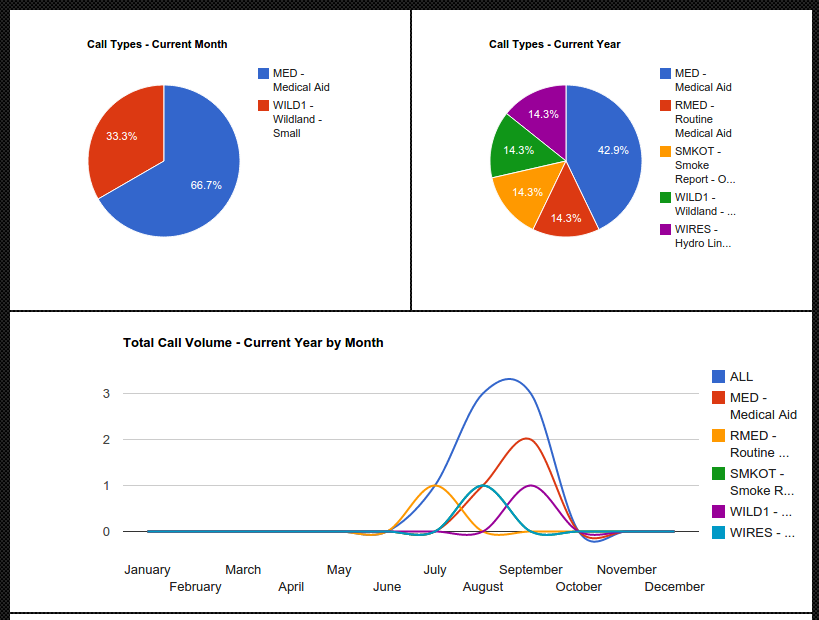 Call Types - Current Month
MED -
Medical Aid
WILD1 -
Wildland -
Small
33.3%
66.7%
Call Types - Current Year
MED -
Medical Aid
RMED -
Routine
Medical Aid
SMKOT -
Smoke
Report - O...
WILD1 -
Wildland - ...
WIRES -
Hydro Lin...
14.3%
14.3%
42.9%
14.3%
14.3%
Total Call Volume - Current Year by Month
ALL
MED -
Medical Aid
RMED -
Routine ...
SMKOT -
Smoke R...
WILD1 - ...
WIRES - ...
3
2
1
0
January
February
March
April
May
June
July
August
September
October
November
December